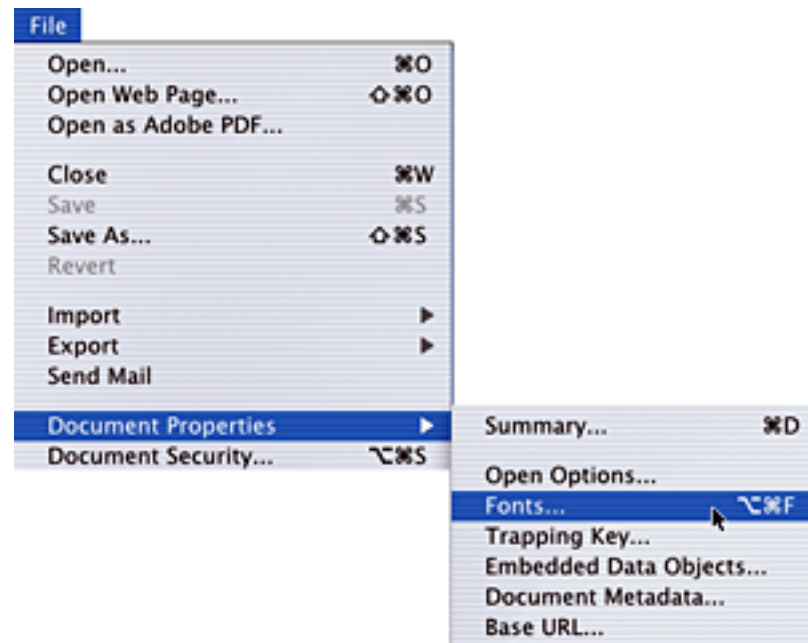 File
Open... ⌘O
Open Web Page... ⇧⌘O
Open as Adobe PDF...
Close ⌘W
Save ⌘S
Save As... ⇧⌘S
Revert
Import ▶
Export ▶
Send Mail
Document Properties ▶
Document Security... ⌥⌘S
Summary... ⌘D
Open Options...
Fonts... ⌥⌘F
Trapping Key...
Embedded Data Objects...
Document Metadata...
Base URL...